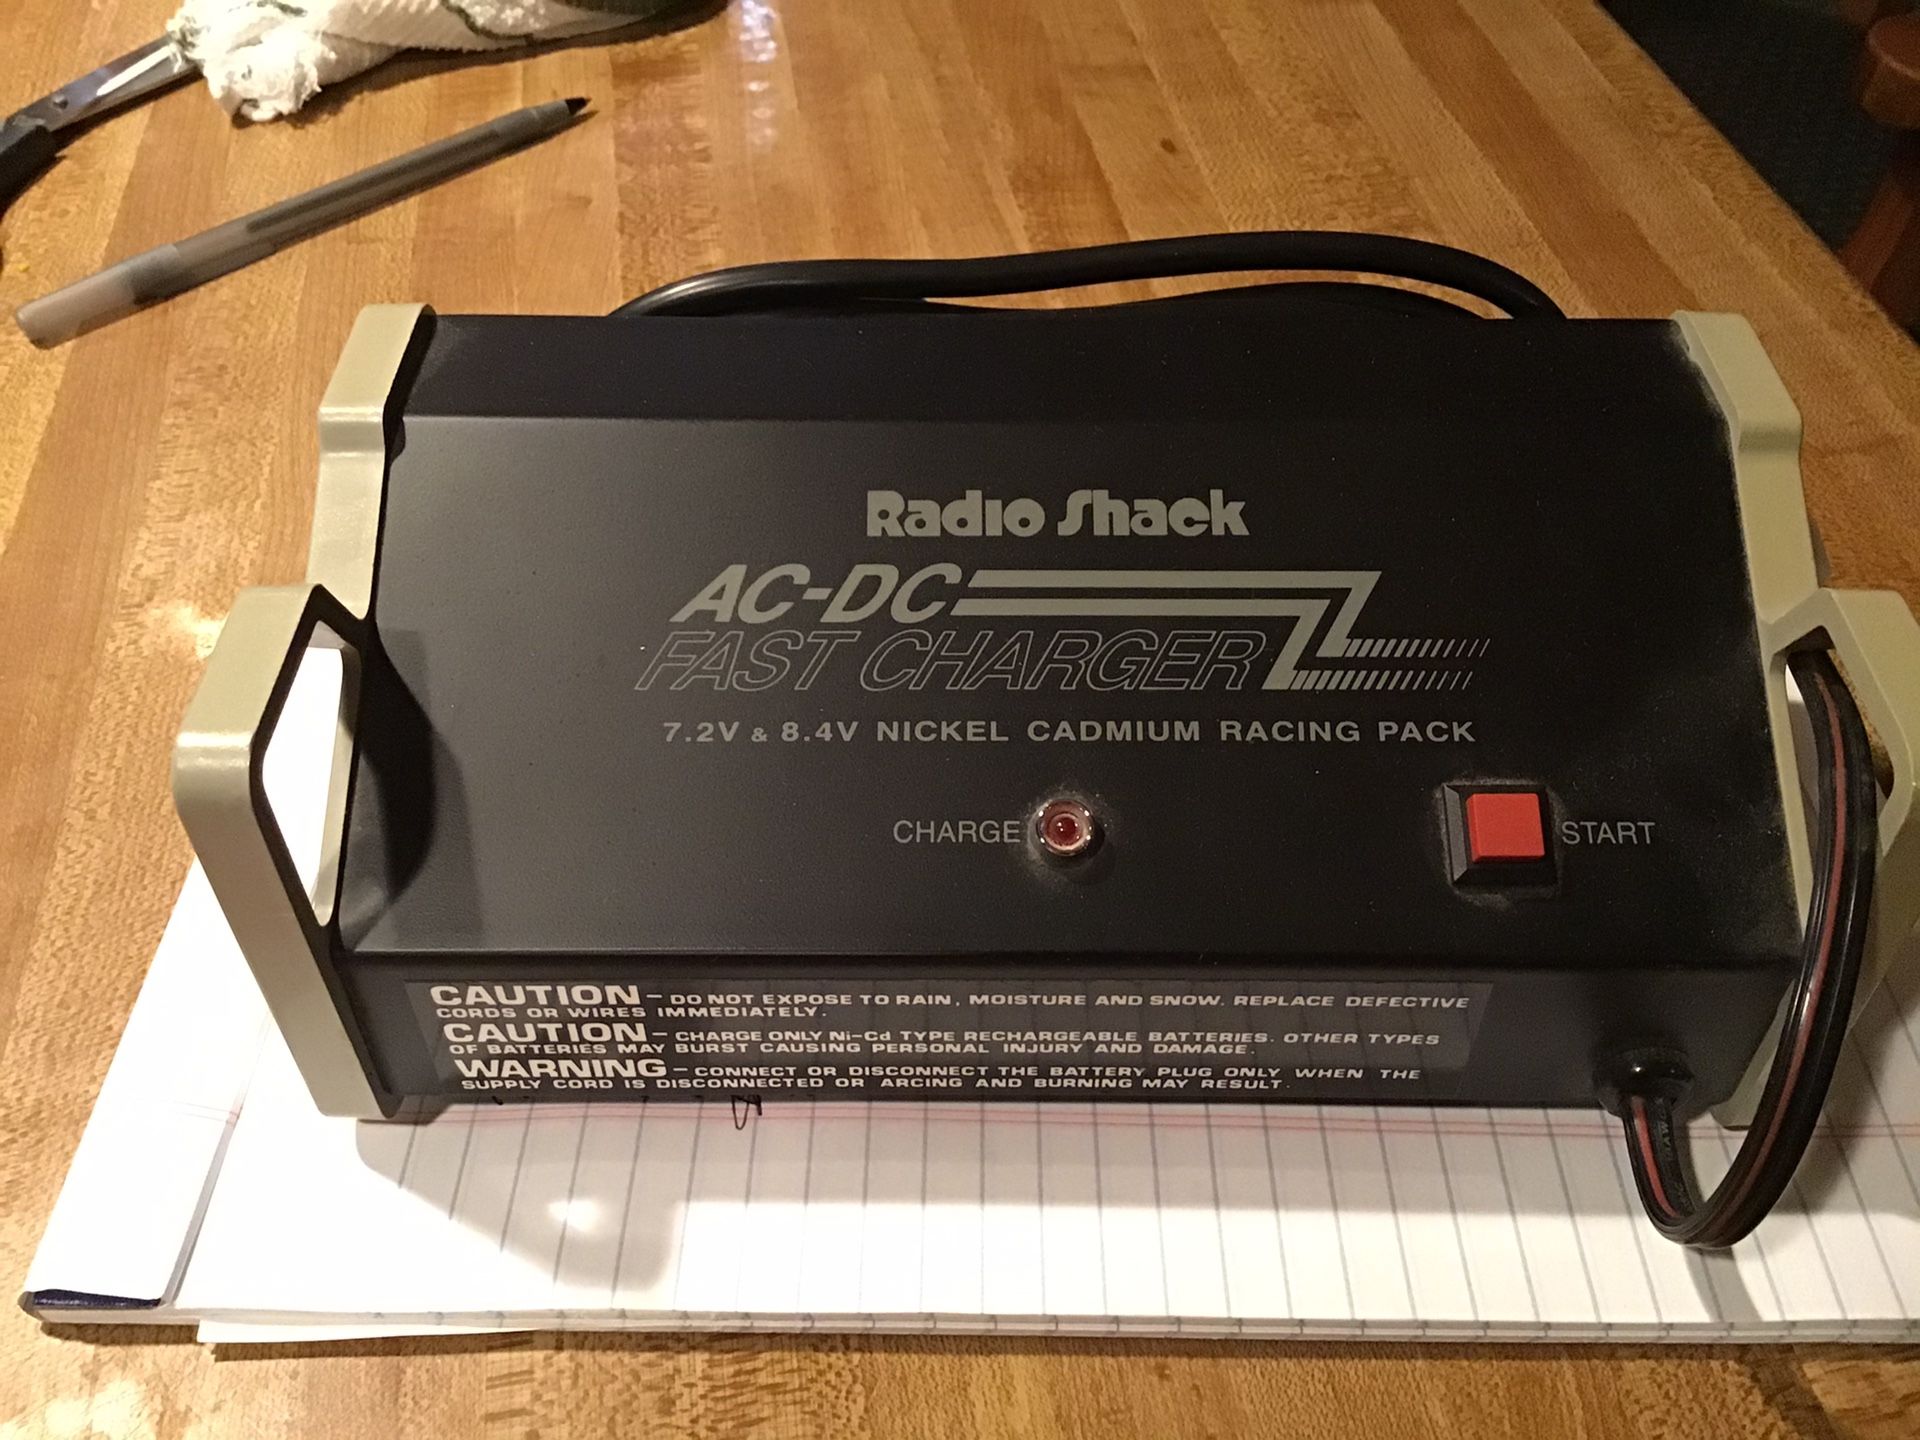 Radio Shack
AC-DC
FAST CHARGER
7.2V & 8.4V NICKEL CADMIUM RACING PACK
CHARGE
START
CAUTION – DO NOT EXPOSE TO RAIN, MOISTURE AND SNOW. REPLACE DEFECTIVE
CORDS OR WIRES IMMEDIATELY.
CAUTION – CHARGE ONLY Ni-Cd TYPE RECHARGEABLE BATTERIES. OTHER TYPES
OF BATTERIES MAY BURST CAUSING PERSONAL INJURY AND DAMAGE.
WARNING – CONNECT OR DISCONNECT THE BATTERY PLUG ONLY WHEN THE
SUPPLY CORD IS DISCONNECTED OR ARCING AND BURNING MAY RESULT.